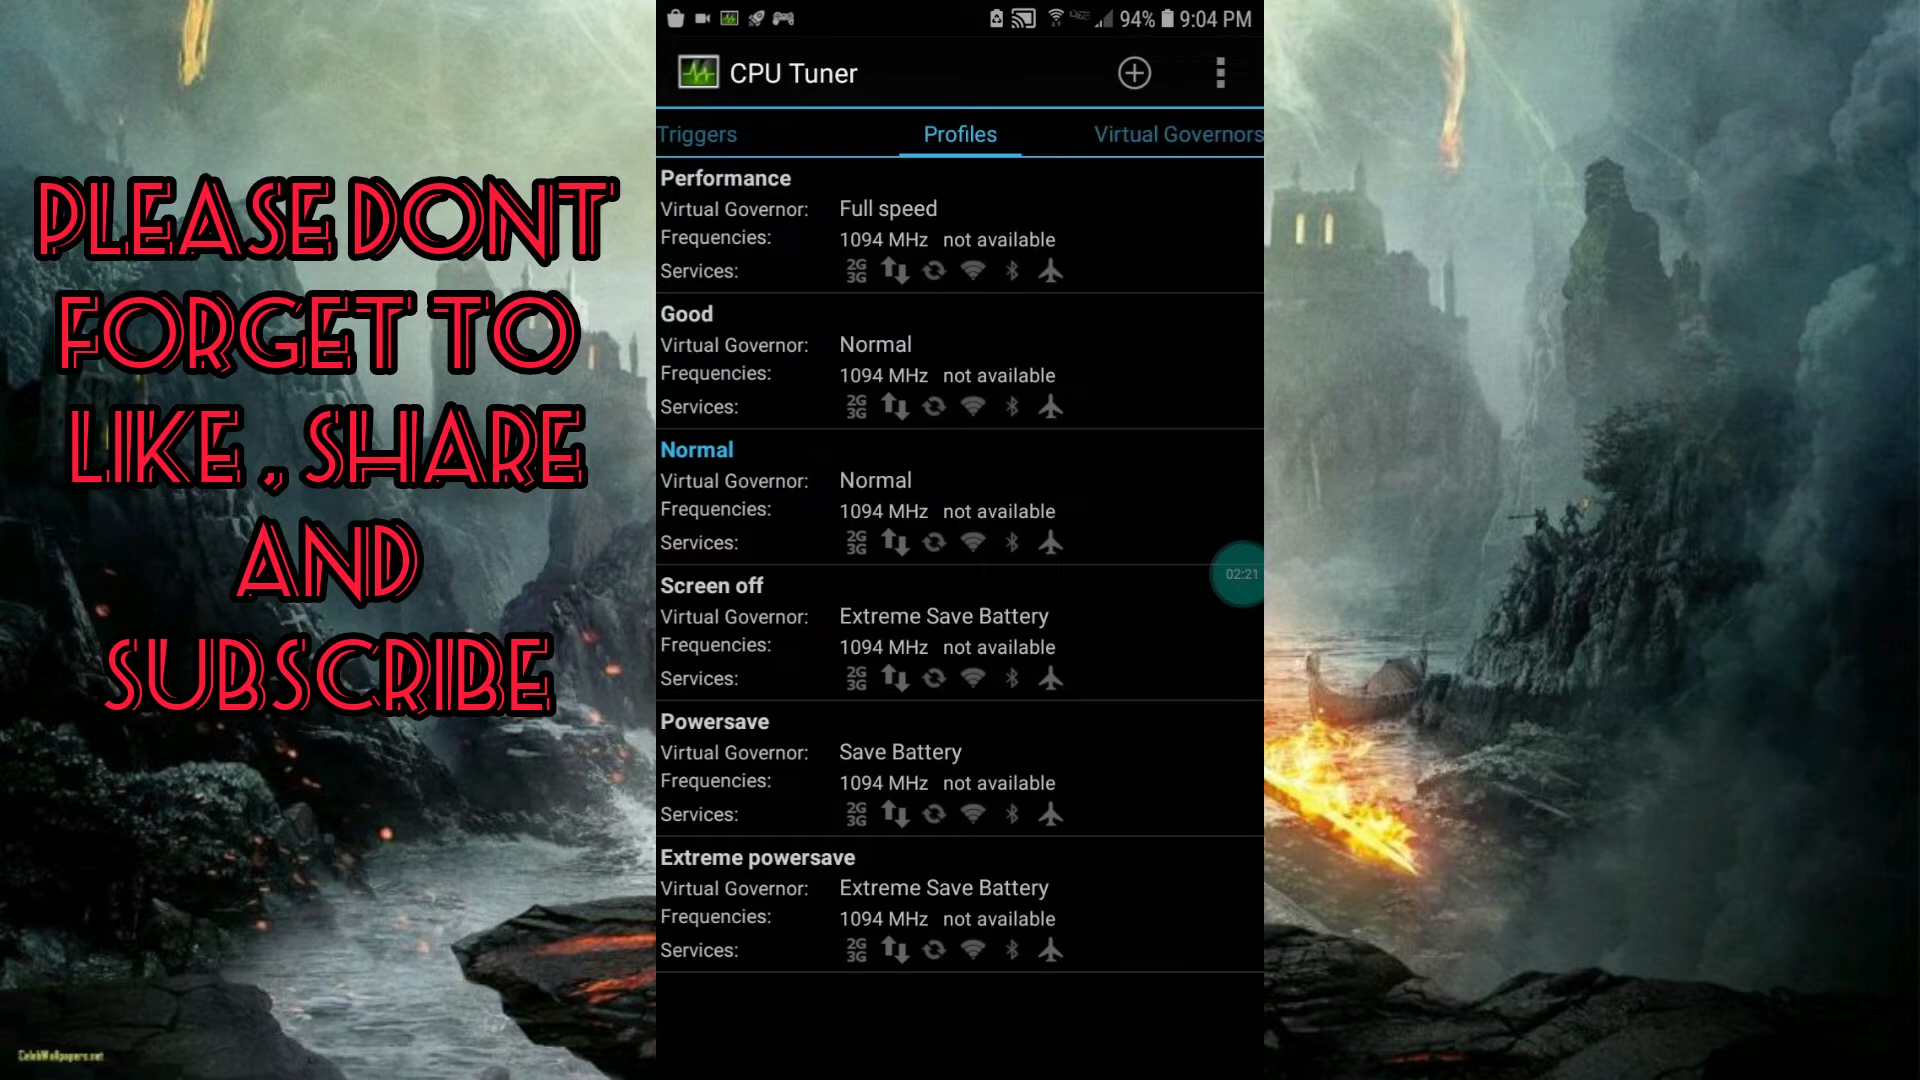 PLEASE DONT
FORGET TO
LIKE , SHARE
AND
SUBSCRIBE
CelebWallpapers.net
94% 9:04 PM
CPU Tuner
Triggers Profiles Virtual Governors
Performance
Virtual Governor: Full speed
Frequencies: 1094 MHz not available
Services: 2G 3G
Good
Virtual Governor: Normal
Frequencies: 1094 MHz not available
Services: 2G 3G
Normal
Virtual Governor: Normal
Frequencies: 1094 MHz not available
Services: 2G 3G
02:21
Screen off
Virtual Governor: Extreme Save Battery
Frequencies: 1094 MHz not available
Services: 2G 3G
Powersave
Virtual Governor: Save Battery
Frequencies: 1094 MHz not available
Services: 2G 3G
Extreme powersave
Virtual Governor: Extreme Save Battery
Frequencies: 1094 MHz not available
Services: 2G 3G